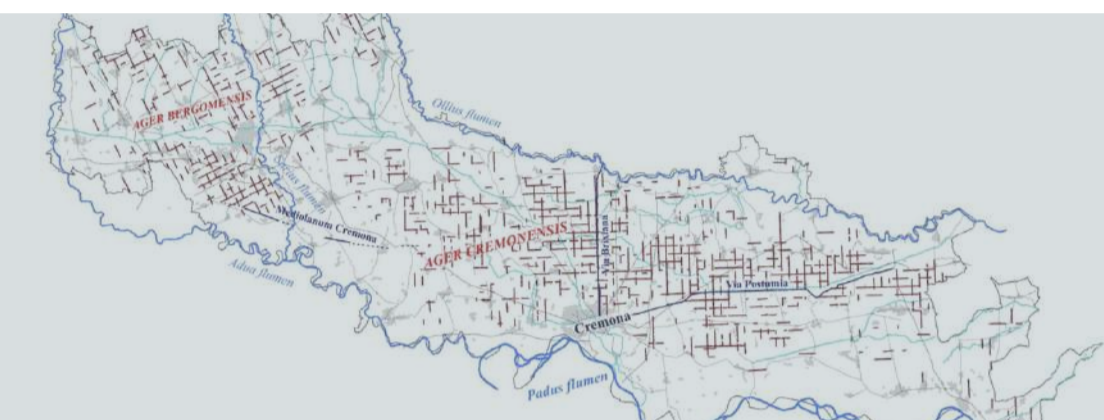 AGER BERGOMENSIS
Ollius flumen
Serius flumen
Mediolanum Cremona
AGER CREMONENSIS
Via Brixiana
Adua flumen
Via Postumia
Cremona
Padus flumen